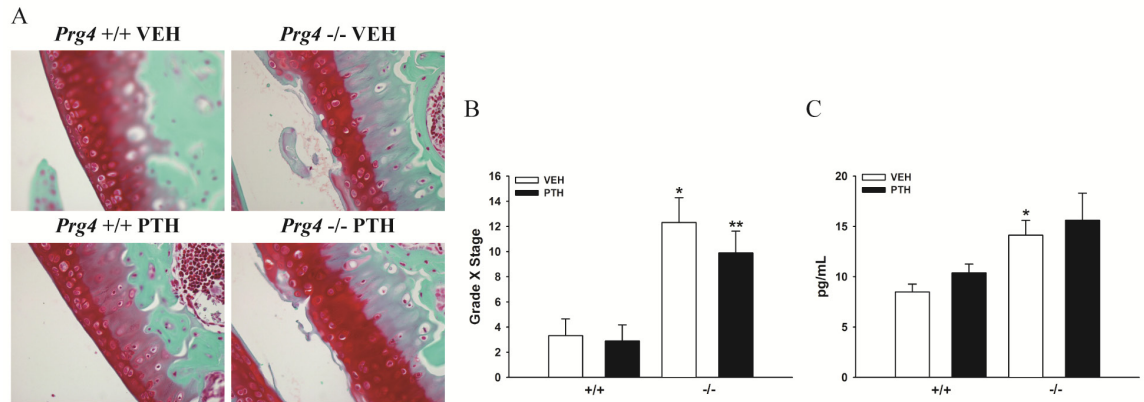 A
Prg4 +/+ VEH
Prg4 -/- VEH
Prg4 +/+ PTH
Prg4 -/- PTH
B
VEH
PTH
Grade X Stage
16
14
12
10
8
6
4
2
0
*
**
+/+
-/-
C
VEH
PTH
pg/mL
20
15
10
5
0
*
+/+
-/-